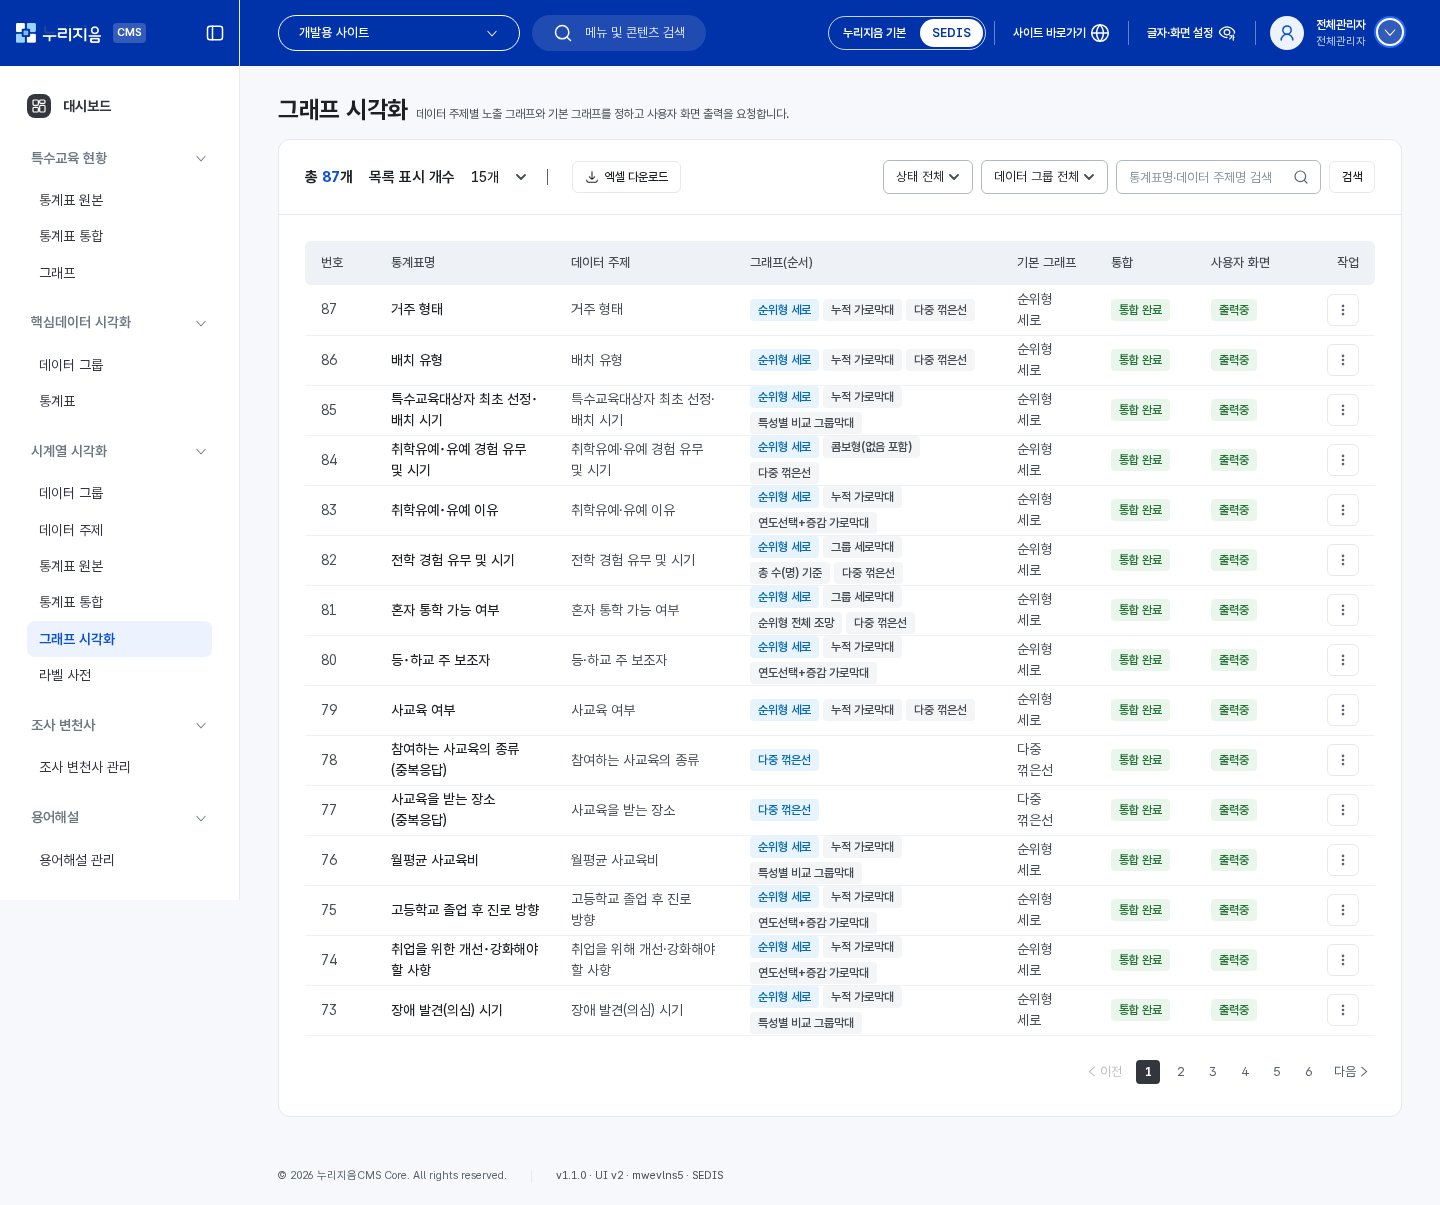 누리지음 CMS
개발용 사이트
메뉴 및 콘텐츠 검색
누리지음 기본 SEDIS
사이트 바로가기
글자·화면 설정
전체관리자
전체관리자
대시보드
특수교육 현황
통계표 원본
통계표 통합
그래프
핵심데이터 시각화
데이터 그룹
통계표
시계열 시각화
데이터 그룹
데이터 주제
통계표 원본
통계표 통합
그래프 시각화
라벨 사전
조사 변천사
조사 변천사 관리
용어해설
용어해설 관리
그래프 시각화 데이터 주제별 노출 그래프와 기본 그래프를 정하고 사용자 화면 출력을 요청합니다.
총 87개 목록 표시 개수 15개 엑셀 다운로드 상태 전체 데이터 그룹 전체 통계표명·데이터 주제명 검색 검색
번호 통계표명 데이터 주제 그래프(순서) 기본 그래프 통합 사용자 화면 작업
87 거주 형태 거주 형태 순위형 세로 누적 가로막대 다중 꺾은선 순위형 세로 통합 완료 출력중
86 배치 유형 배치 유형 순위형 세로 누적 가로막대 다중 꺾은선 순위형 세로 통합 완료 출력중
85 특수교육대상자 최초 선정·배치 시기 특수교육대상자 최초 선정·배치 시기 순위형 세로 누적 가로막대 특성별 비교 그룹막대 순위형 세로 통합 완료 출력중
84 취학유예·유예 경험 유무 및 시기 취학유예·유예 경험 유무 및 시기 순위형 세로 콤보형(없음 포함) 다중 꺾은선 순위형 세로 통합 완료 출력중
83 취학유예·유예 이유 취학유예·유예 이유 순위형 세로 누적 가로막대 연도선택+증감 가로막대 순위형 세로 통합 완료 출력중
82 전학 경험 유무 및 시기 전학 경험 유무 및 시기 순위형 세로 그룹 세로막대 총 수(명) 기준 다중 꺾은선 순위형 세로 통합 완료 출력중
81 혼자 통학 가능 여부 혼자 통학 가능 여부 순위형 세로 그룹 세로막대 순위형 전체 조망 다중 꺾은선 순위형 세로 통합 완료 출력중
80 등·하교 주 보조자 등·하교 주 보조자 순위형 세로 누적 가로막대 연도선택+증감 가로막대 순위형 세로 통합 완료 출력중
79 사교육 여부 사교육 여부 순위형 세로 누적 가로막대 다중 꺾은선 순위형 세로 통합 완료 출력중
78 참여하는 사교육의 종류 (중복응답) 참여하는 사교육의 종류 다중 꺾은선 다중 꺾은선 통합 완료 출력중
77 사교육을 받는 장소 (중복응답) 사교육을 받는 장소 다중 꺾은선 다중 꺾은선 통합 완료 출력중
76 월평균 사교육비 월평균 사교육비 순위형 세로 누적 가로막대 특성별 비교 그룹막대 순위형 세로 통합 완료 출력중
75 고등학교 졸업 후 진로 방향 고등학교 졸업 후 진로 방향 순위형 세로 누적 가로막대 연도선택+증감 가로막대 순위형 세로 통합 완료 출력중
74 취업을 위한 개선·강화해야 할 사항 취업을 위해 개선·강화해야 할 사항 순위형 세로 누적 가로막대 연도선택+증감 가로막대 순위형 세로 통합 완료 출력중
73 장애 발견(의심) 시기 장애 발견(의심) 시기 순위형 세로 누적 가로막대 특성별 비교 그룹막대 순위형 세로 통합 완료 출력중
이전 1 2 3 4 5 6 다음
© 2026 누리지음CMS Core. All rights reserved. v1.1.0 · UI v2 · mwevlns5 · SEDIS